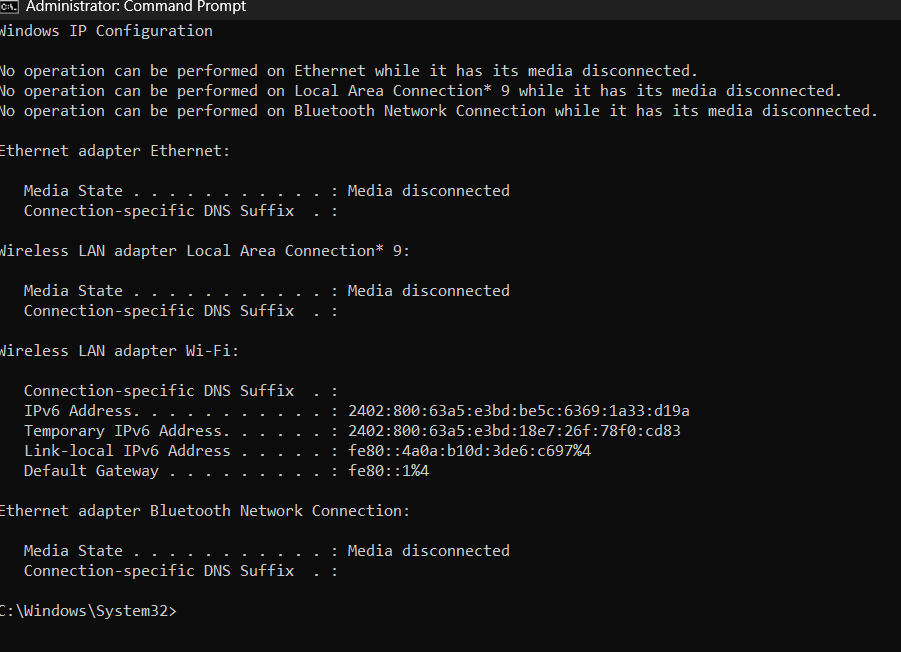 Administrator: Command Prompt
Windows IP Configuration
No operation can be performed on Ethernet while it has its media disconnected.
No operation can be performed on Local Area Connection* 9 while it has its media disconnected.
No operation can be performed on Bluetooth Network Connection while it has its media disconnected.
Ethernet adapter Ethernet:
Media State . . . . . . . . . . . : Media disconnected
Connection-specific DNS Suffix  . :
Wireless LAN adapter Local Area Connection* 9:
Media State . . . . . . . . . . . : Media disconnected
Connection-specific DNS Suffix  . :
Wireless LAN adapter Wi-Fi:
Connection-specific DNS Suffix  . :
IPv6 Address. . . . . . . . . . . : 2402:800:63a5:e3bd:be5c:6369:1a33:d19a
Temporary IPv6 Address. . . . . . : 2402:800:63a5:e3bd:18e7:26f:78f0:cd83
Link-local IPv6 Address . . . . . : fe80::4a0a:b10d:3de6:c697%4
Default Gateway . . . . . . . . . : fe80::1%4
Ethernet adapter Bluetooth Network Connection:
Media State . . . . . . . . . . . : Media disconnected
Connection-specific DNS Suffix  . :
C:\Windows\System32>